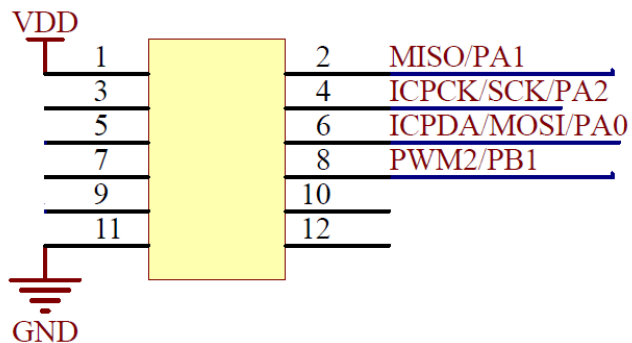 VDD
1 2 MISO/PA1
3 4 ICPCK/SCK/PA2
5 6 ICPDA/MOSI/PA0
7 8 PWM2/PB1
9 10
11 12
GND